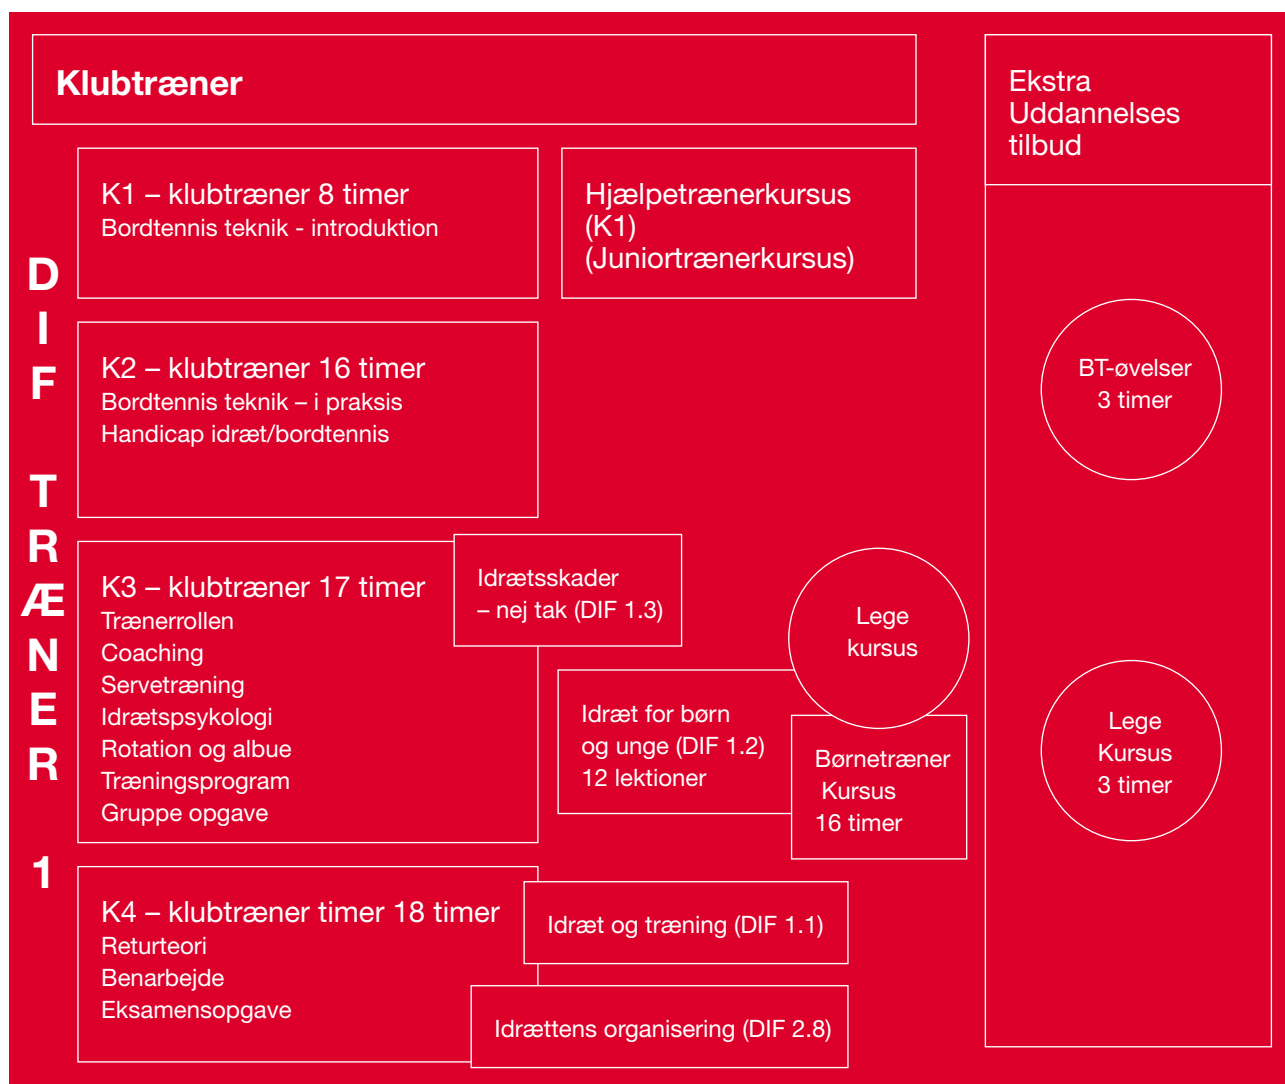 Klubtræner
Ekstra
Uddannelses
tilbud
DIF TRÆNER 1
K1 – klubtræner 8 timer
Bordtennis teknik - introduktion
Hjælpetrænerkursus
(K1)
(Juniortrænerkursus)
K2 – klubtræner 16 timer
Bordtennis teknik – i praksis
Handicap idræt/bordtennis
BT-øvelser
3 timer
K3 – klubtræner 17 timer
Trænerrollen
Coaching
Servetræning
Idrætspsykologi
Rotation og albue
Træningsprogram
Gruppe opgave
Idrætsskader
– nej tak (DIF 1.3)
Lege
kursus
Idræt for børn
og unge (DIF 1.2)
12 lektioner
Børnetræner
Kursus
16 timer
Lege
Kursus
3 timer
K4 – klubtræner timer 18 timer
Returteori
Benarbejde
Eksamensopgave
Idræt og træning (DIF 1.1)
Idrættens organisering (DIF 2.8)